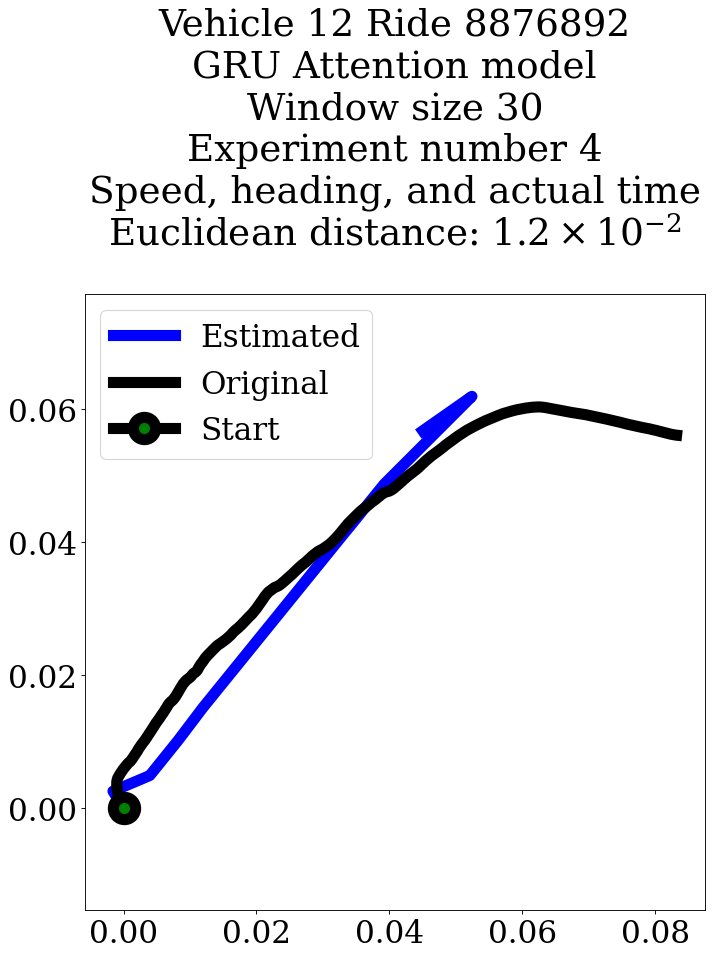 Vehicle 12 Ride 8876892
GRU Attention model
Window size 30
Experiment number 4
Speed, heading, and actual time
Euclidean distance: 1.2 × 10⁻²
Estimated
Original
Start
0.06
0.04
0.02
0.00
0.00 0.02 0.04 0.06 0.08